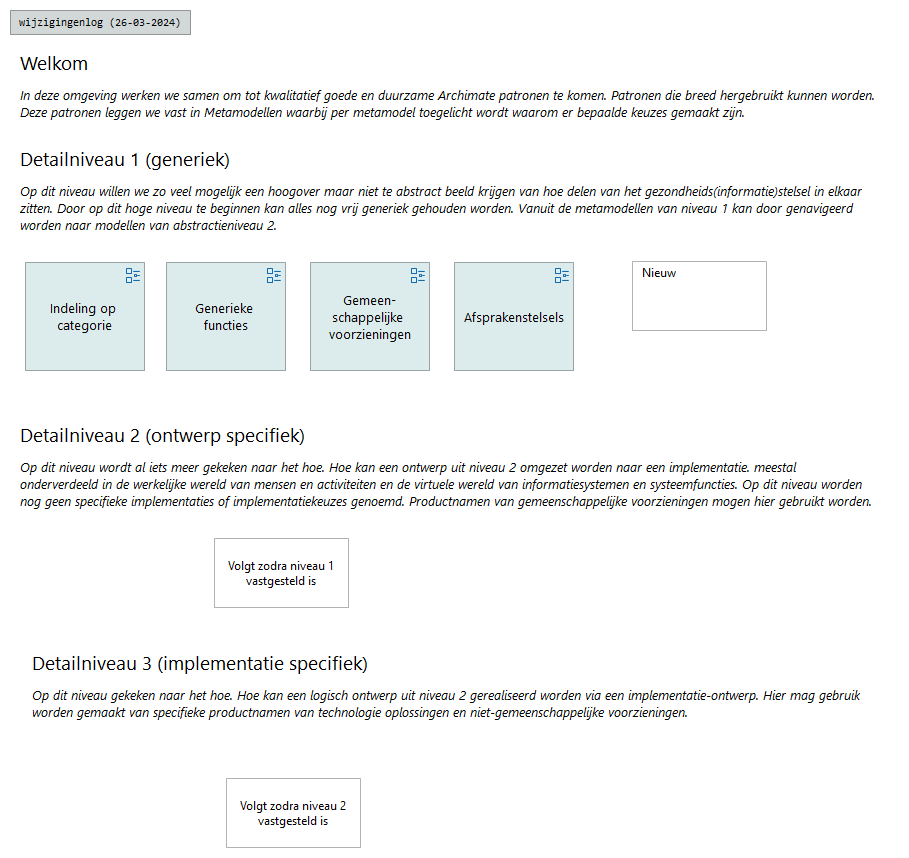 wijzigingenlog (26-03-2024)
Welkom
In deze omgeving werken we samen om tot kwalitatief goede en duurzame Archimate patronen te komen. Patronen die breed hergebruikt kunnen worden.
Deze patronen leggen we vast in Metamodellen waarbij per metamodel toegelicht wordt waarom er bepaalde keuzes gemaakt zijn.
Detailniveau 1 (generiek)
Op dit niveau willen we zo veel mogelijk een hoogover maar niet te abstract beeld krijgen van hoe delen van het gezondheids(informatie)stelsel in elkaar
zitten. Door op dit hoge niveau te beginnen kan alles nog vrij generiek gehouden worden. Vanuit de metamodellen van niveau 1 kan door genavigeerd
worden naar modellen van abstractieniveau 2.
Indeling op
categorie
Generieke
functies
Gemeen-
schappelijke
voorzieningen
Afsprakenstelsels
Nieuw
Detailniveau 2 (ontwerp specifiek)
Op dit niveau wordt al iets meer gekeken naar het hoe. Hoe kan een ontwerp uit niveau 2 omgezet worden naar een implementatie. meestal
onderverdeeld in de werkelijke wereld van mensen en activiteiten en de virtuele wereld van informatiesystemen en systeemfuncties. Op dit niveau worden
nog geen specifieke implementaties of implementatiekeuzes genoemd. Productnamen van gemeenschappelijke voorzieningen mogen hier gebruikt worden.
Volgt zodra niveau 1
vastgesteld is
Detailniveau 3 (implementatie specifiek)
Op dit niveau gekeken naar het hoe. Hoe kan een logisch ontwerp uit niveau 2 gerealiseerd worden via een implementatie-ontwerp. Hier mag gebruik
worden gemaakt van specifieke productnamen van technologie oplossingen en niet-gemeenschappelijke voorzieningen.
Volgt zodra niveau 2
vastgesteld is